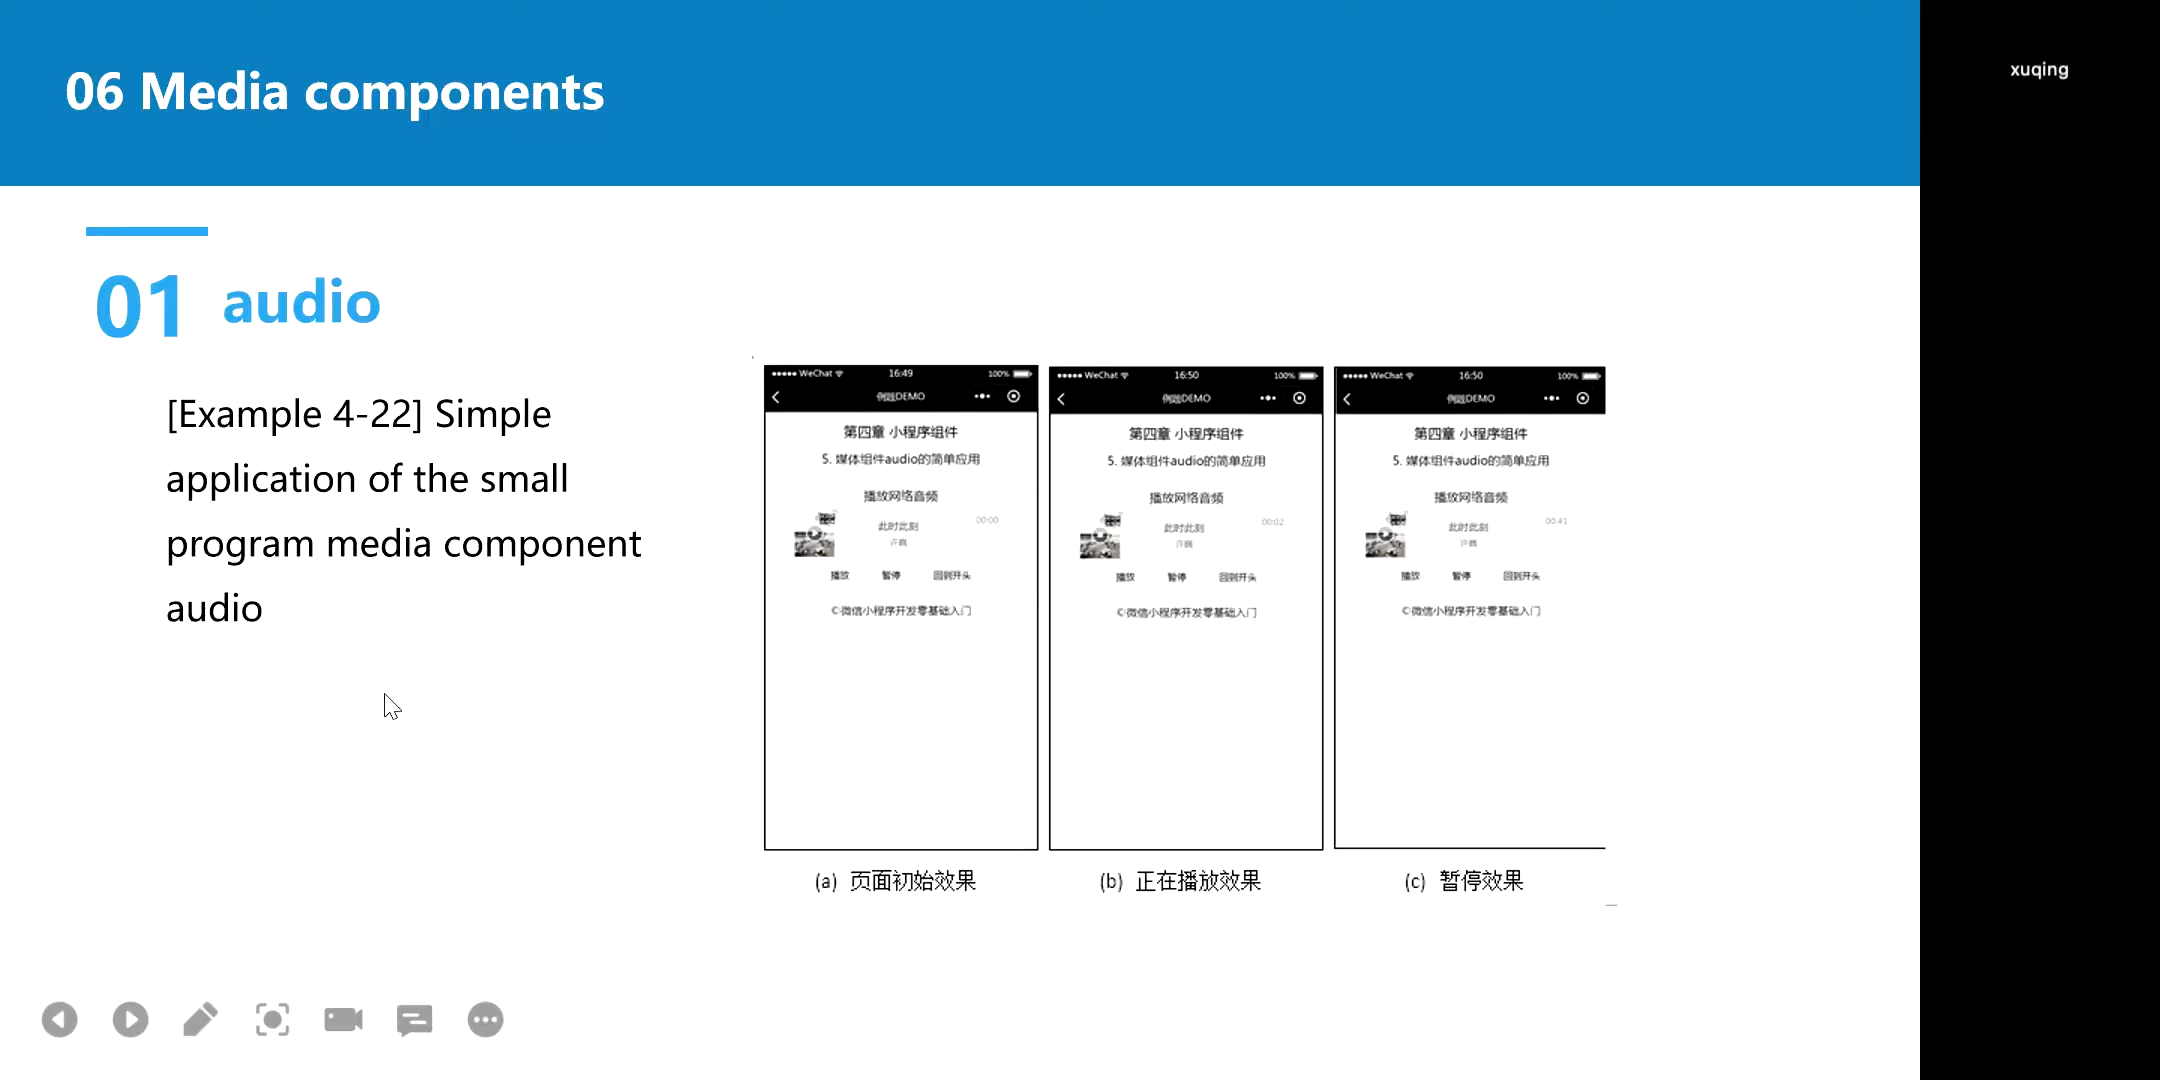 06 Media components
xuqing
01 audio
[Example 4-22] Simple
application of the small
program media component
audio
WeChat 16:49 100%
例题DEMO
第四章 小程序组件
5. 媒体组件audio的简单应用
播放网络音频
此时此刻 00:00
许巍
播放 暂停 回到开头
©微信小程序开发零基础入门
(a) 页面初始效果
WeChat 16:50 100%
例题DEMO
第四章 小程序组件
5. 媒体组件audio的简单应用
播放网络音频
此时此刻 00:02
许巍
播放 暂停 回到开头
©微信小程序开发零基础入门
(b) 正在播放效果
WeChat 16:50 100%
例题DEMO
第四章 小程序组件
5. 媒体组件audio的简单应用
播放网络音频
此时此刻 00:41
许巍
播放 暂停 回到开头
©微信小程序开发零基础入门
(c) 暂停效果